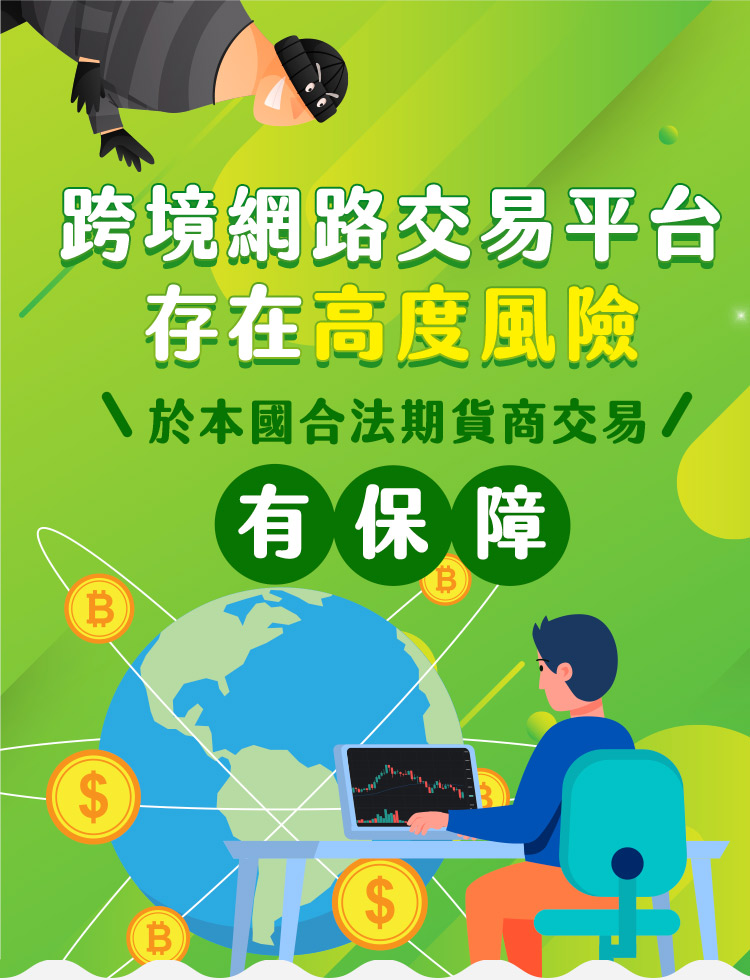 跨境網路交易平台
存在高度風險
於本國合法期貨商交易
有保障